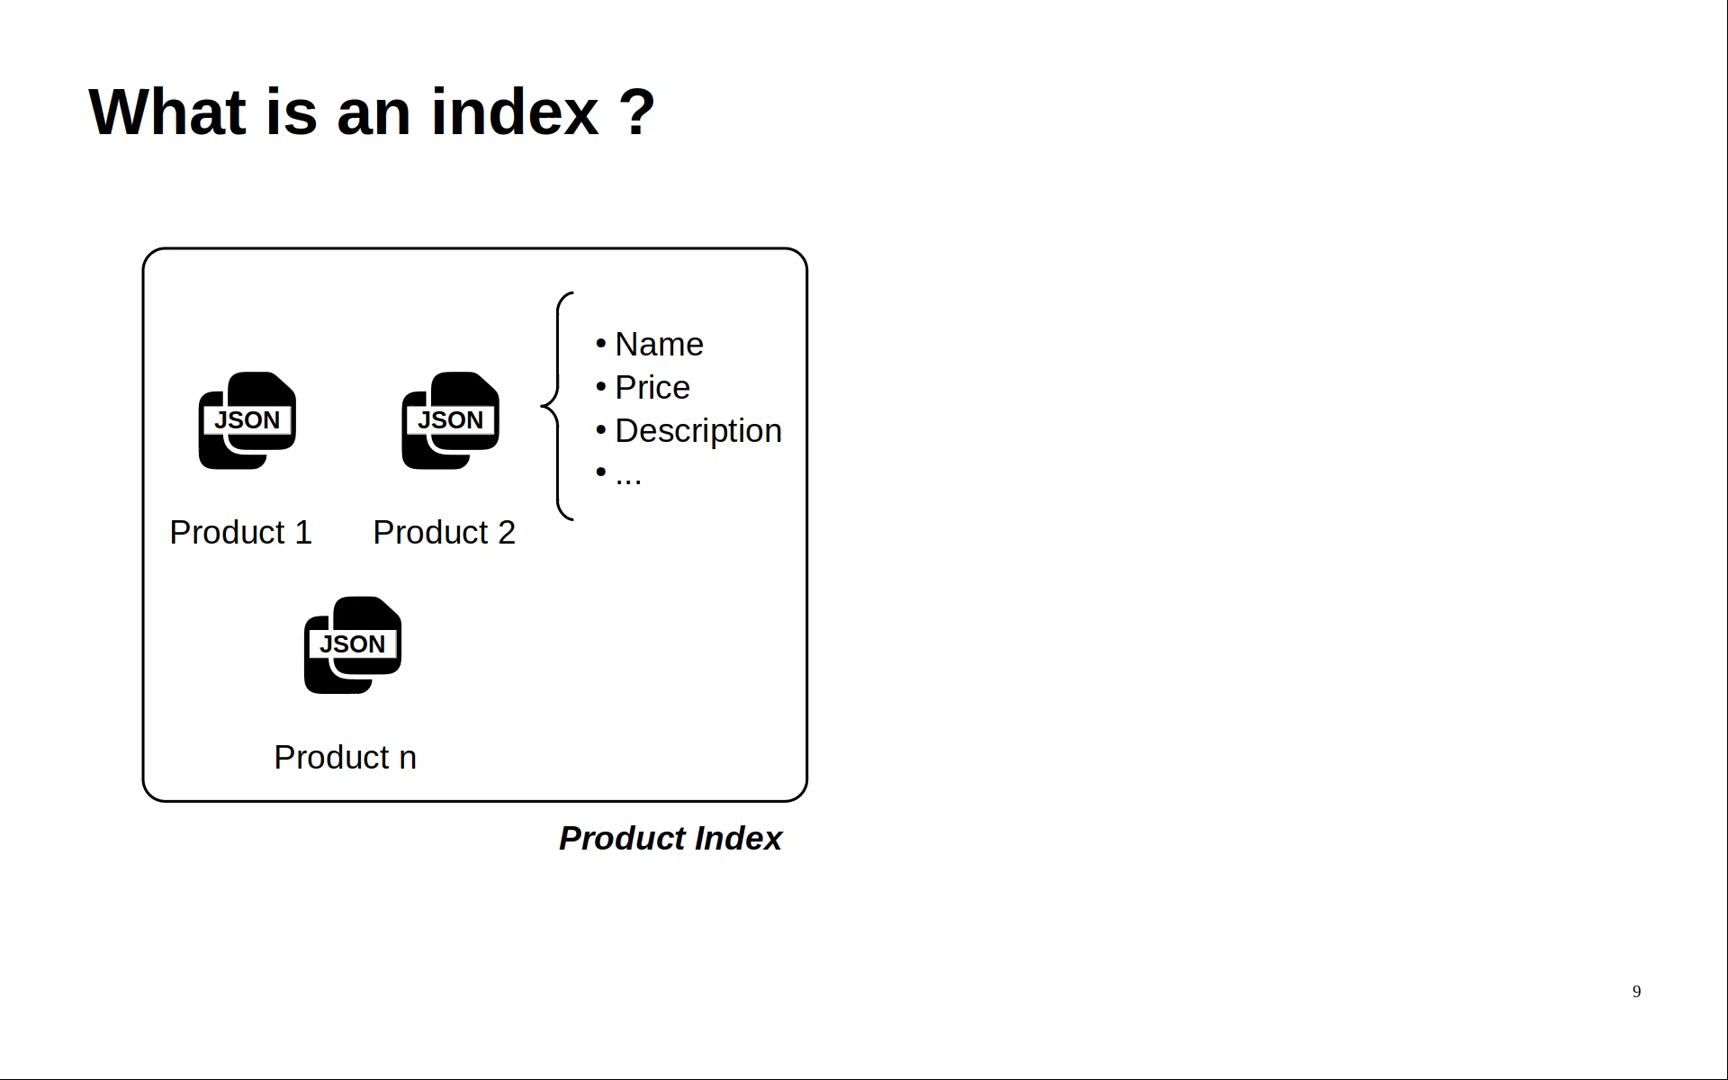 What is an index ?
JSON
JSON
• Name
• Price
• Description
• ...
Product 1
Product 2
JSON
Product n
Product Index
9